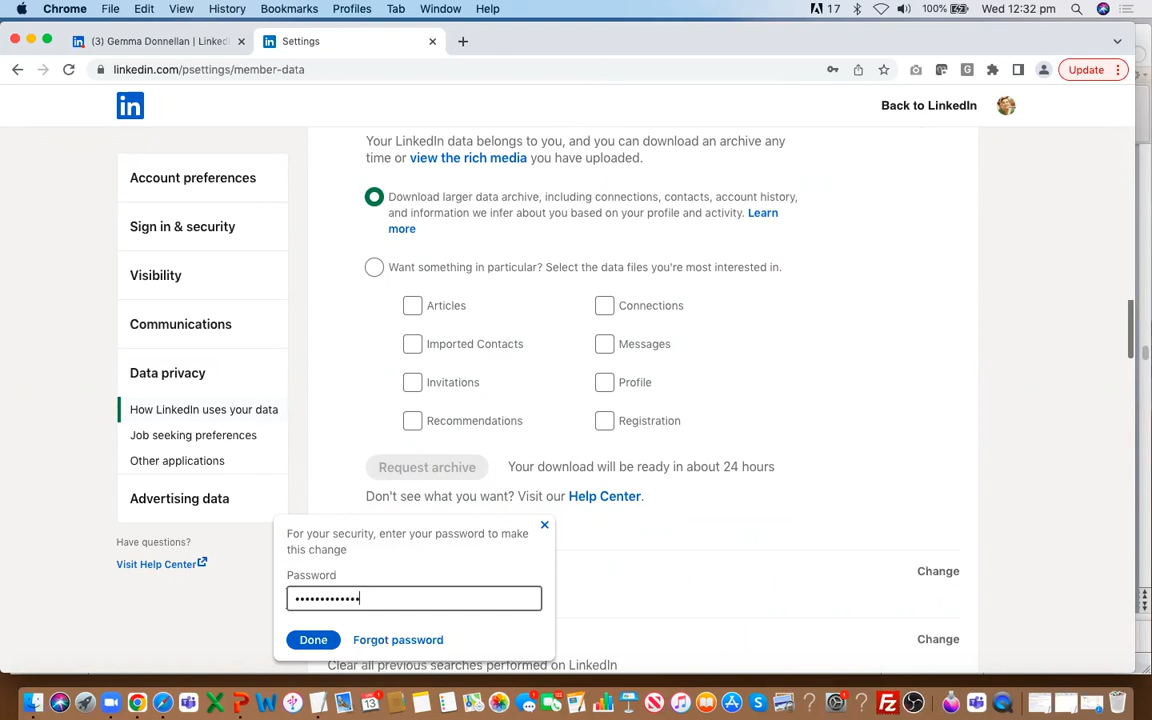 Chrome File Edit View History Bookmarks Profiles Tab Window Help 17 100% Wed 12:32 pm
(3) Gemma Donnellan | Linked Settings
linkedin.com/psettings/member-data Update
in Back to LinkedIn
Your LinkedIn data belongs to you, and you can download an archive any
time or view the rich media you have uploaded.
Account preferences
Sign in & security
Visibility
Communications
Data privacy
How LinkedIn uses your data
Job seeking preferences
Other applications
Advertising data
Have questions?
Visit Help Center
Download larger data archive, including connections, contacts, account history,
and information we infer about you based on your profile and activity. Learn
more
Want something in particular? Select the data files you're most interested in.
Articles Connections
Imported Contacts Messages
Invitations Profile
Recommendations Registration
Request archive Your download will be ready in about 24 hours
Don't see what you want? Visit our Help Center.
For your security, enter your password to make
this change
Password
•••••••••••••
Done Forgot password
Change
Change
Clear all previous searches performed on LinkedIn